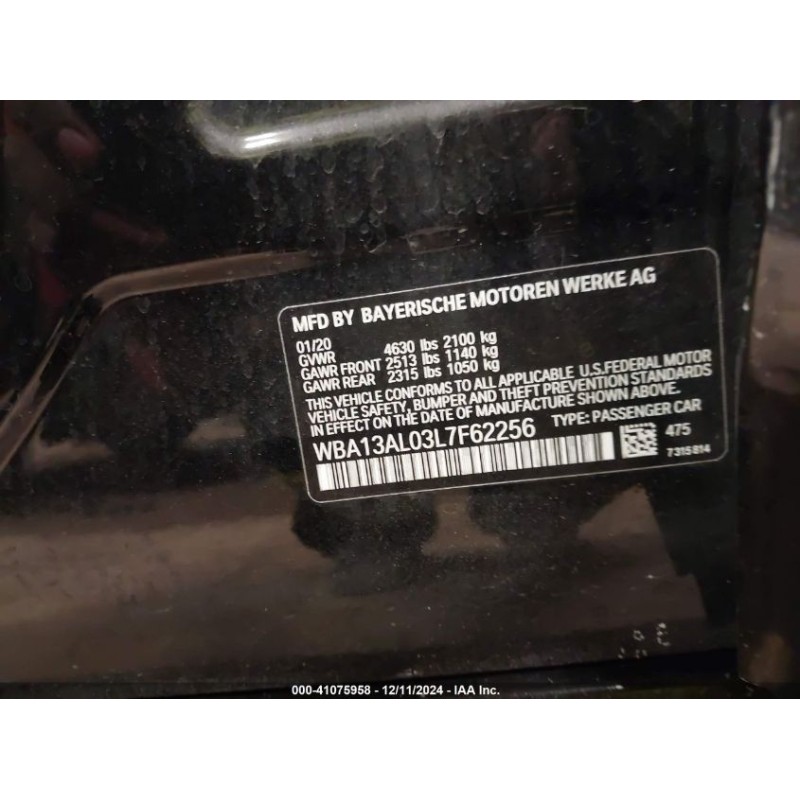 MFD BY BAYERISCHE MOTOREN WERKE AG
01/20
GVWR 4630 lbs 2100 kg
GAWR FRONT 2513 lbs 1140 kg
GAWR REAR 2315 lbs 1050 kg
THIS VEHICLE CONFORMS TO ALL APPLICABLE U.S.FEDERAL MOTOR
VEHICLE SAFETY, BUMPER AND THEFT PREVENTION STANDARDS
IN EFFECT ON THE DATE OF MANUFACTURE SHOWN ABOVE.
WBA13AL03L7F62256 TYPE: PASSENGER CAR
475
7315814
000-41075958 - 12/11/2024 - IAA Inc.